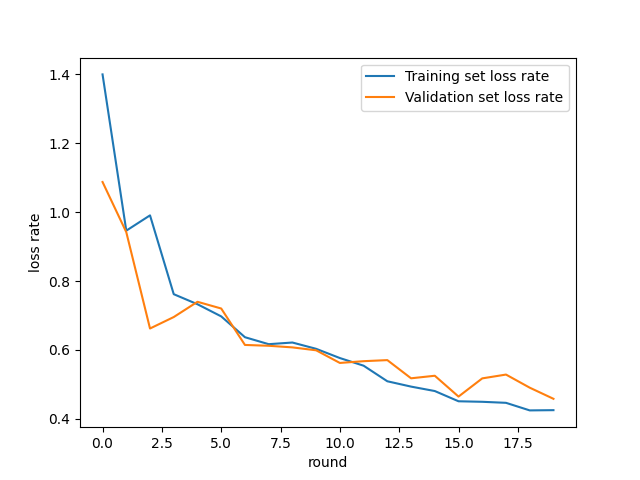 Training set loss rate
Validation set loss rate
1.4
1.2
1.0
0.8
0.6
0.4
loss rate
0.0 2.5 5.0 7.5 10.0 12.5 15.0 17.5
round